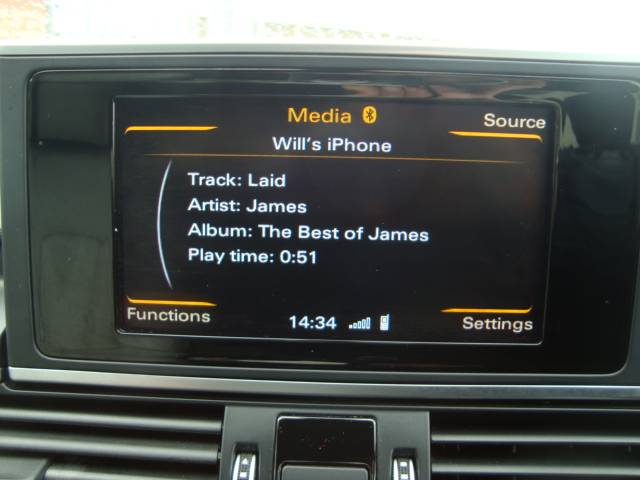 Media
Source
Will's iPhone
Track: Laid
Artist: James
Album: The Best of James
Play time: 0:51
Functions
14:34
Settings